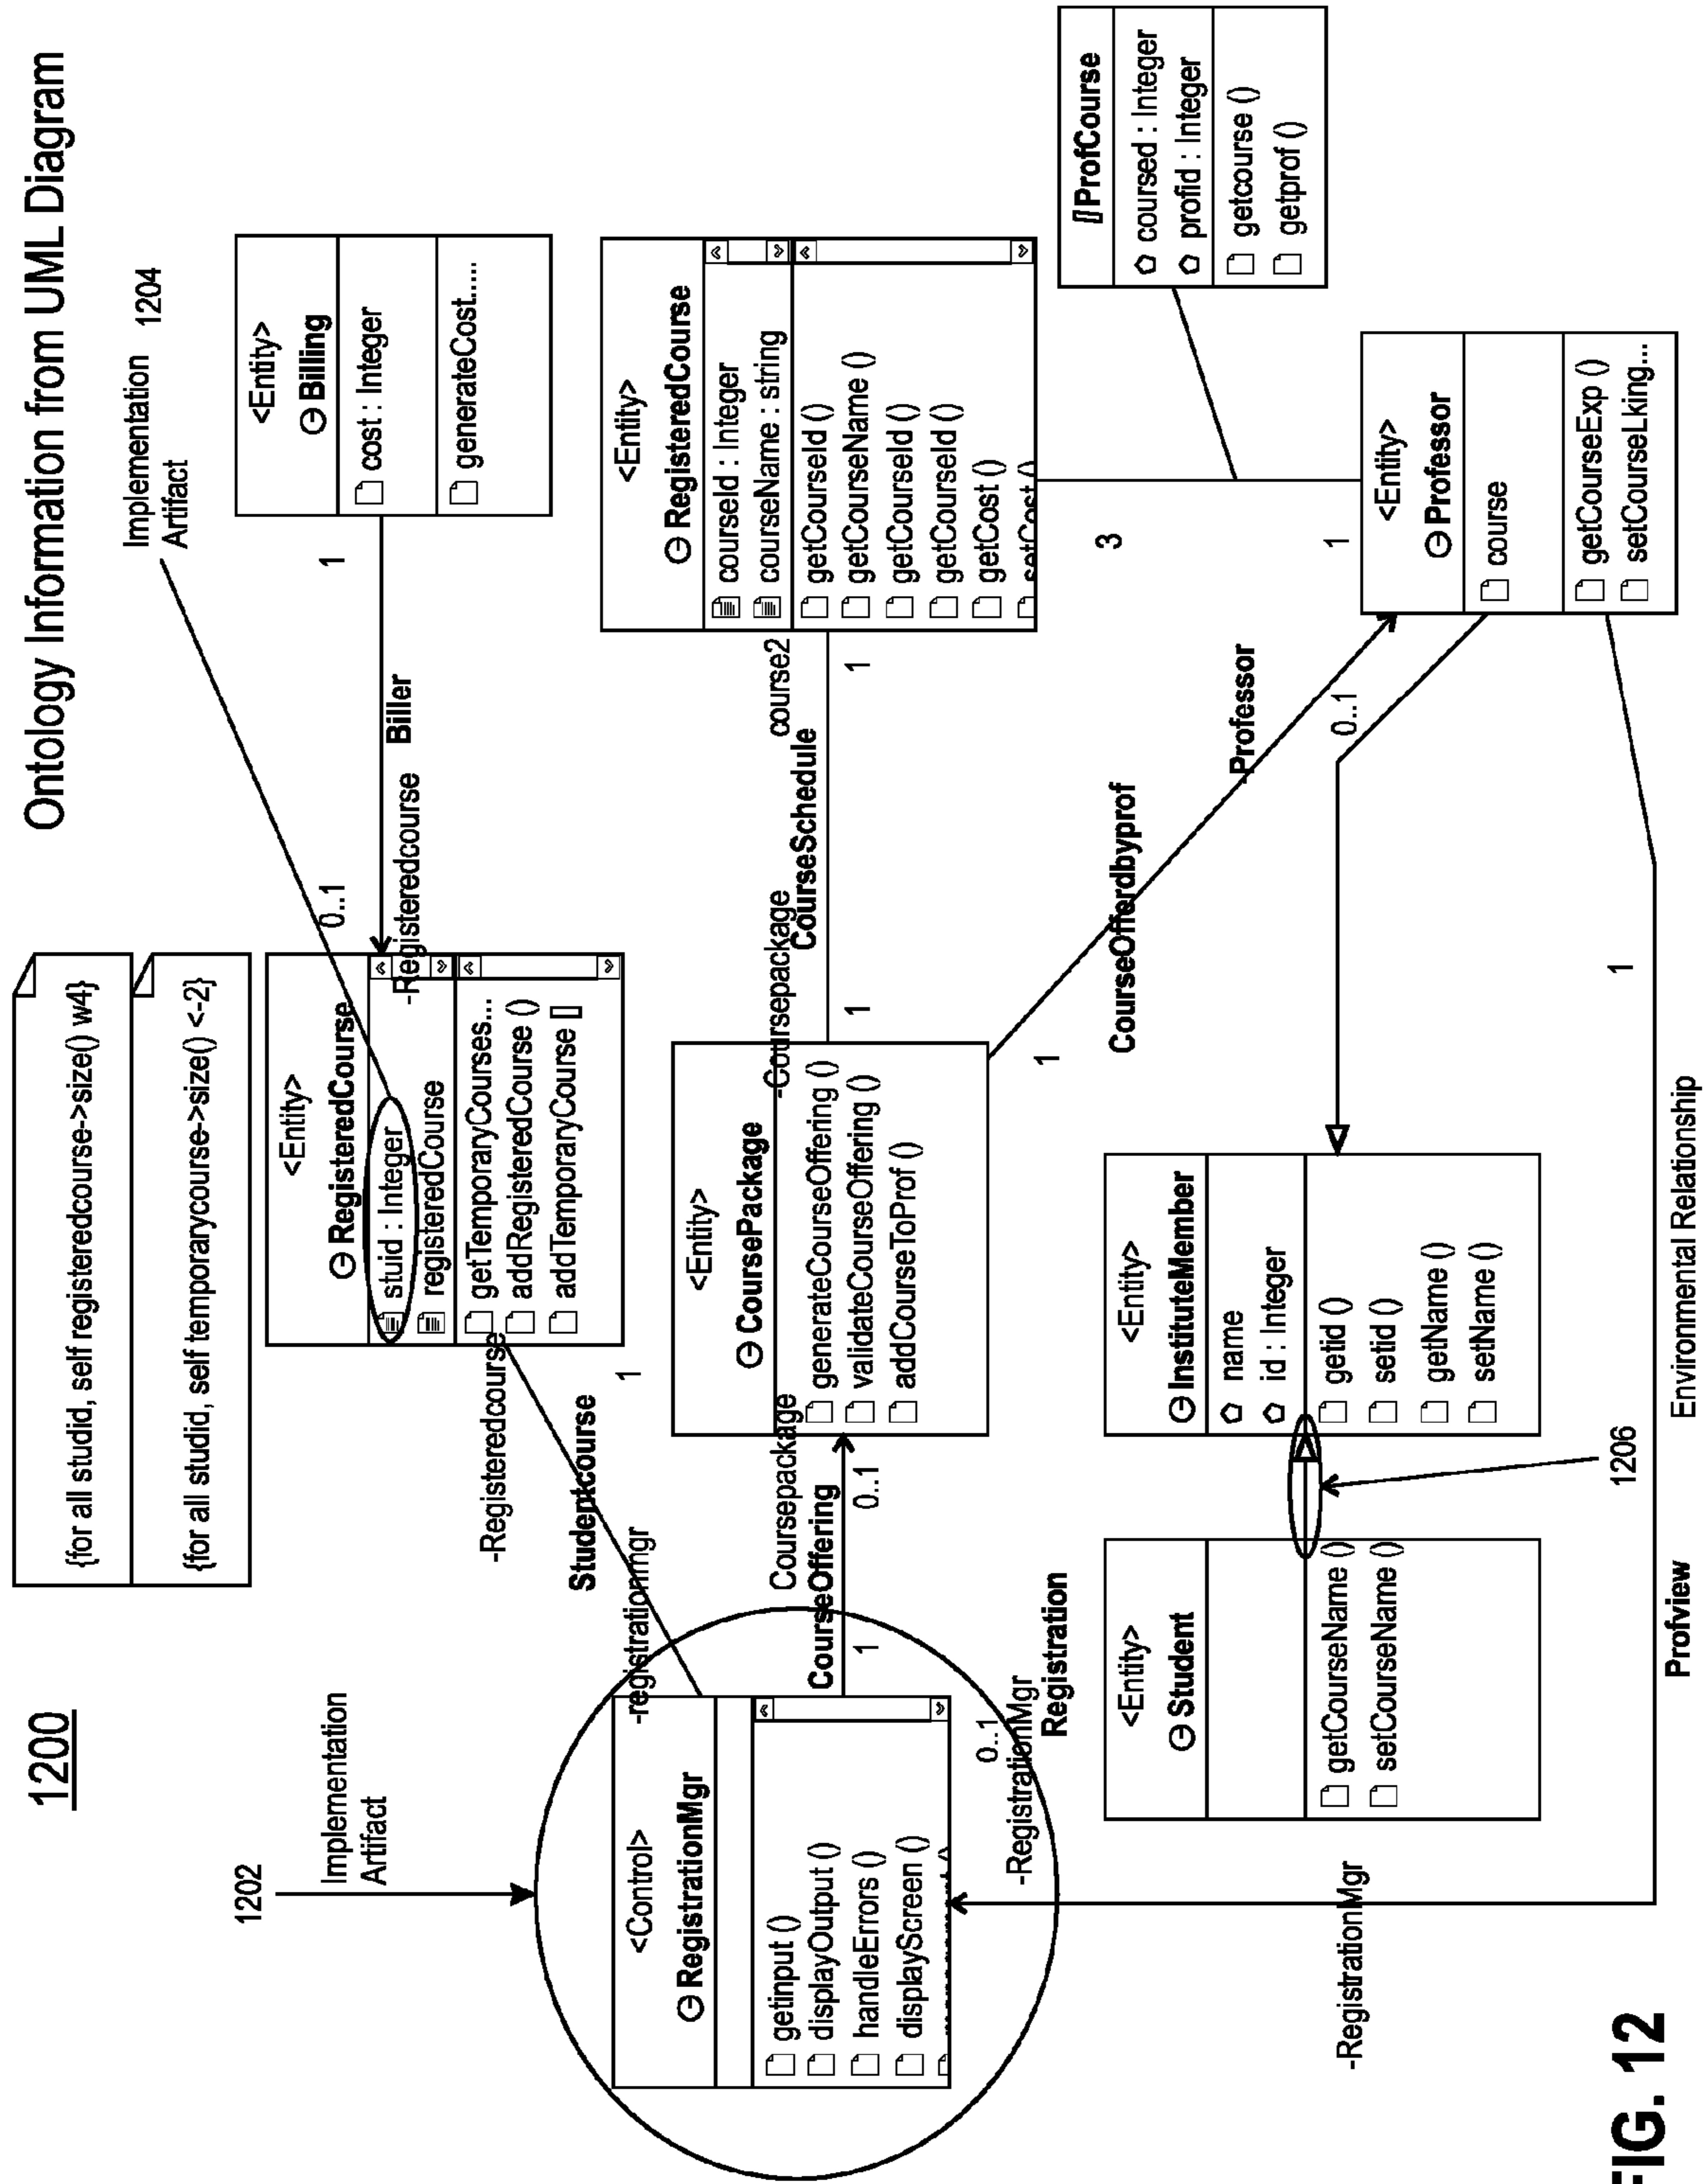 Ontology Information from UML Diagram
1200
{for all studid, self registeredcourse->size() w4}
{for all studid, self temporarycourse->size() <-2}
Implementation 1204
Artifact
1202
Implementation
Artifact
<Entity>
RegisteredCourse
stuid : Integer
registeredCourse
getTemporaryCourses...
addRegisteredCourse ()
addTemporaryCourse []
0..1
-Registeredcourse
Biller
1
<Entity>
Billing
cost : Integer
generateCost....
-Registeredcourse
1
Studentcourse
-registrationmgr
<Control>
RegistrationMgr
getinput ()
displayOutput ()
handleErrors ()
displayScreen ()
Coursepackage
CourseOffering
1
0..1
<Entity>
CoursePackage
generateCourseOffering ()
validateCourseOffering ()
addCourseToProf ()
-Coursepackage
CourseSchedule
course2
1
1
<Entity>
RegisteredCourse
courseId : Integer
courseName : string
getCourseId ()
getCourseName ()
getCourseId ()
getCourseId ()
getCost ()
setCost ()
0..1
-RegistrationMgr
Registration
1
CourseOfferdbyprof
-Professor
3
1
[]ProfCourse
coursed : Integer
profid : Integer
getcourse ()
getprof ()
<Entity>
Student
getCourseName ()
setCourseName ()
<Entity>
InstituteMember
name
id : Integer
getid ()
setid ()
getName ()
setName ()
0..1
<Entity>
Professor
course
getCourseExp ()
setCourseLking...
-RegistrationMgr
1206
1
Profview
Environmental Relationship
FIG. 12